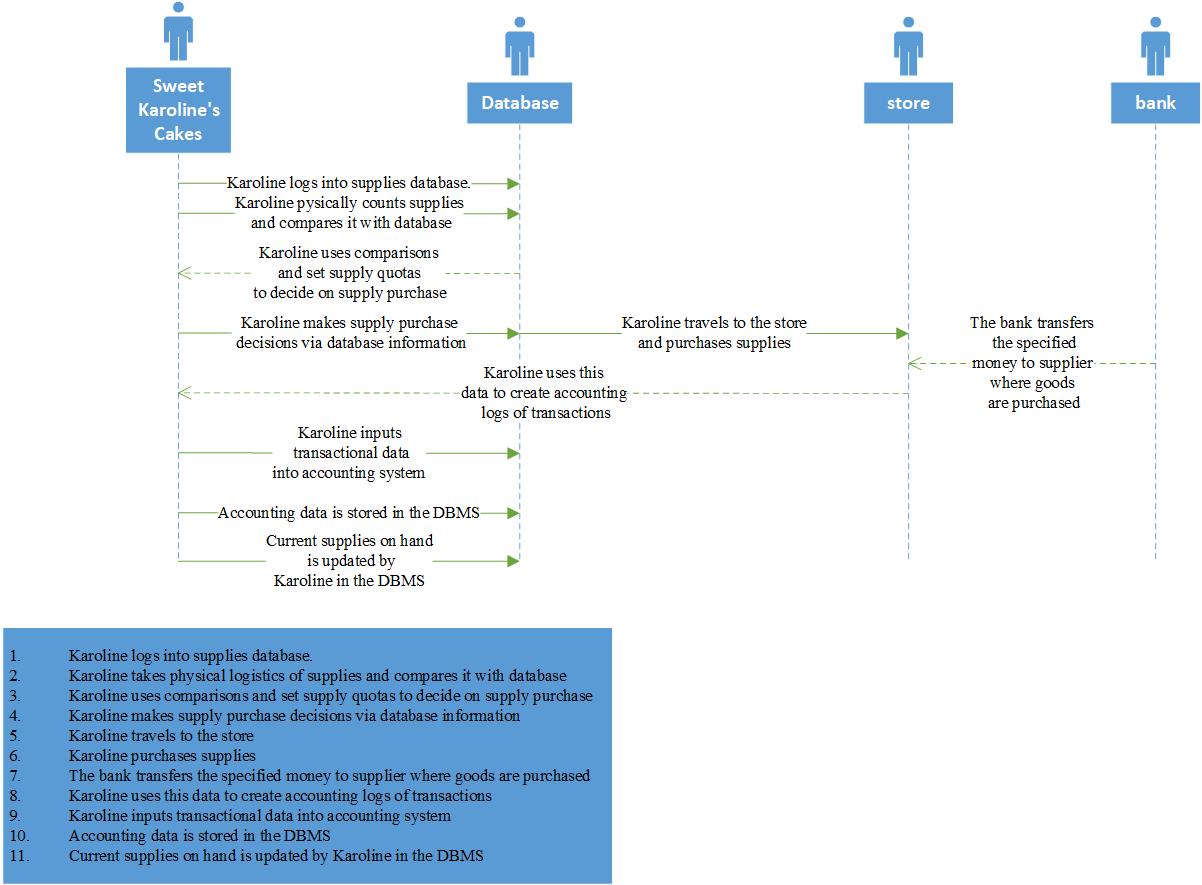 Sweet
Karoline's
Cakes
Database
store
bank
Karoline logs into supplies database.
Karoline pysically counts supplies
and compares it with database
Karoline uses comparisons
and set supply quotas
to decide on supply purchase
Karoline makes supply purchase
decisions via database information
Karoline travels to the store
and purchases supplies
The bank transfers
the specified
money to supplier
where goods
are purchased
Karoline uses this
data to create accounting
logs of transactions
Karoline inputs
transactional data
into accounting system
Accounting data is stored in the DBMS
Current supplies on hand
is updated by
Karoline in the DBMS
1. Karoline logs into supplies database.
2. Karoline takes physical logistics of supplies and compares it with database
3. Karoline uses comparisons and set supply quotas to decide on supply purchase
4. Karoline makes supply purchase decisions via database information
5. Karoline travels to the store
6. Karoline purchases supplies
7. The bank transfers the specified money to supplier where goods are purchased
8. Karoline uses this data to create accounting logs of transactions
9. Karoline inputs transactional data into accounting system
10. Accounting data is stored in the DBMS
11. Current supplies on hand is updated by Karoline in the DBMS